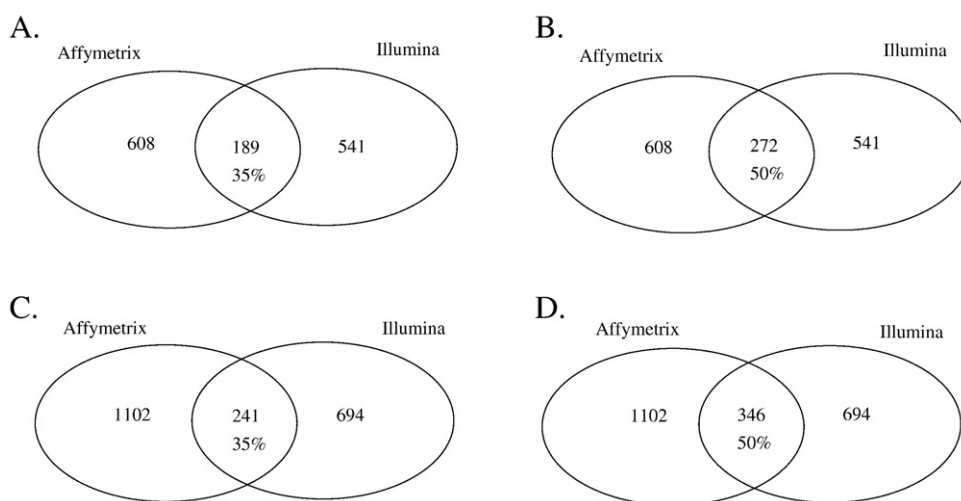 A.
Affymetrix
Illumina
608
189
541
35%
B.
Affymetrix
Illumina
608
272
541
50%
C.
Affymetrix
Illumina
1102
241
694
35%
D.
Affymetrix
Illumina
1102
346
694
50%